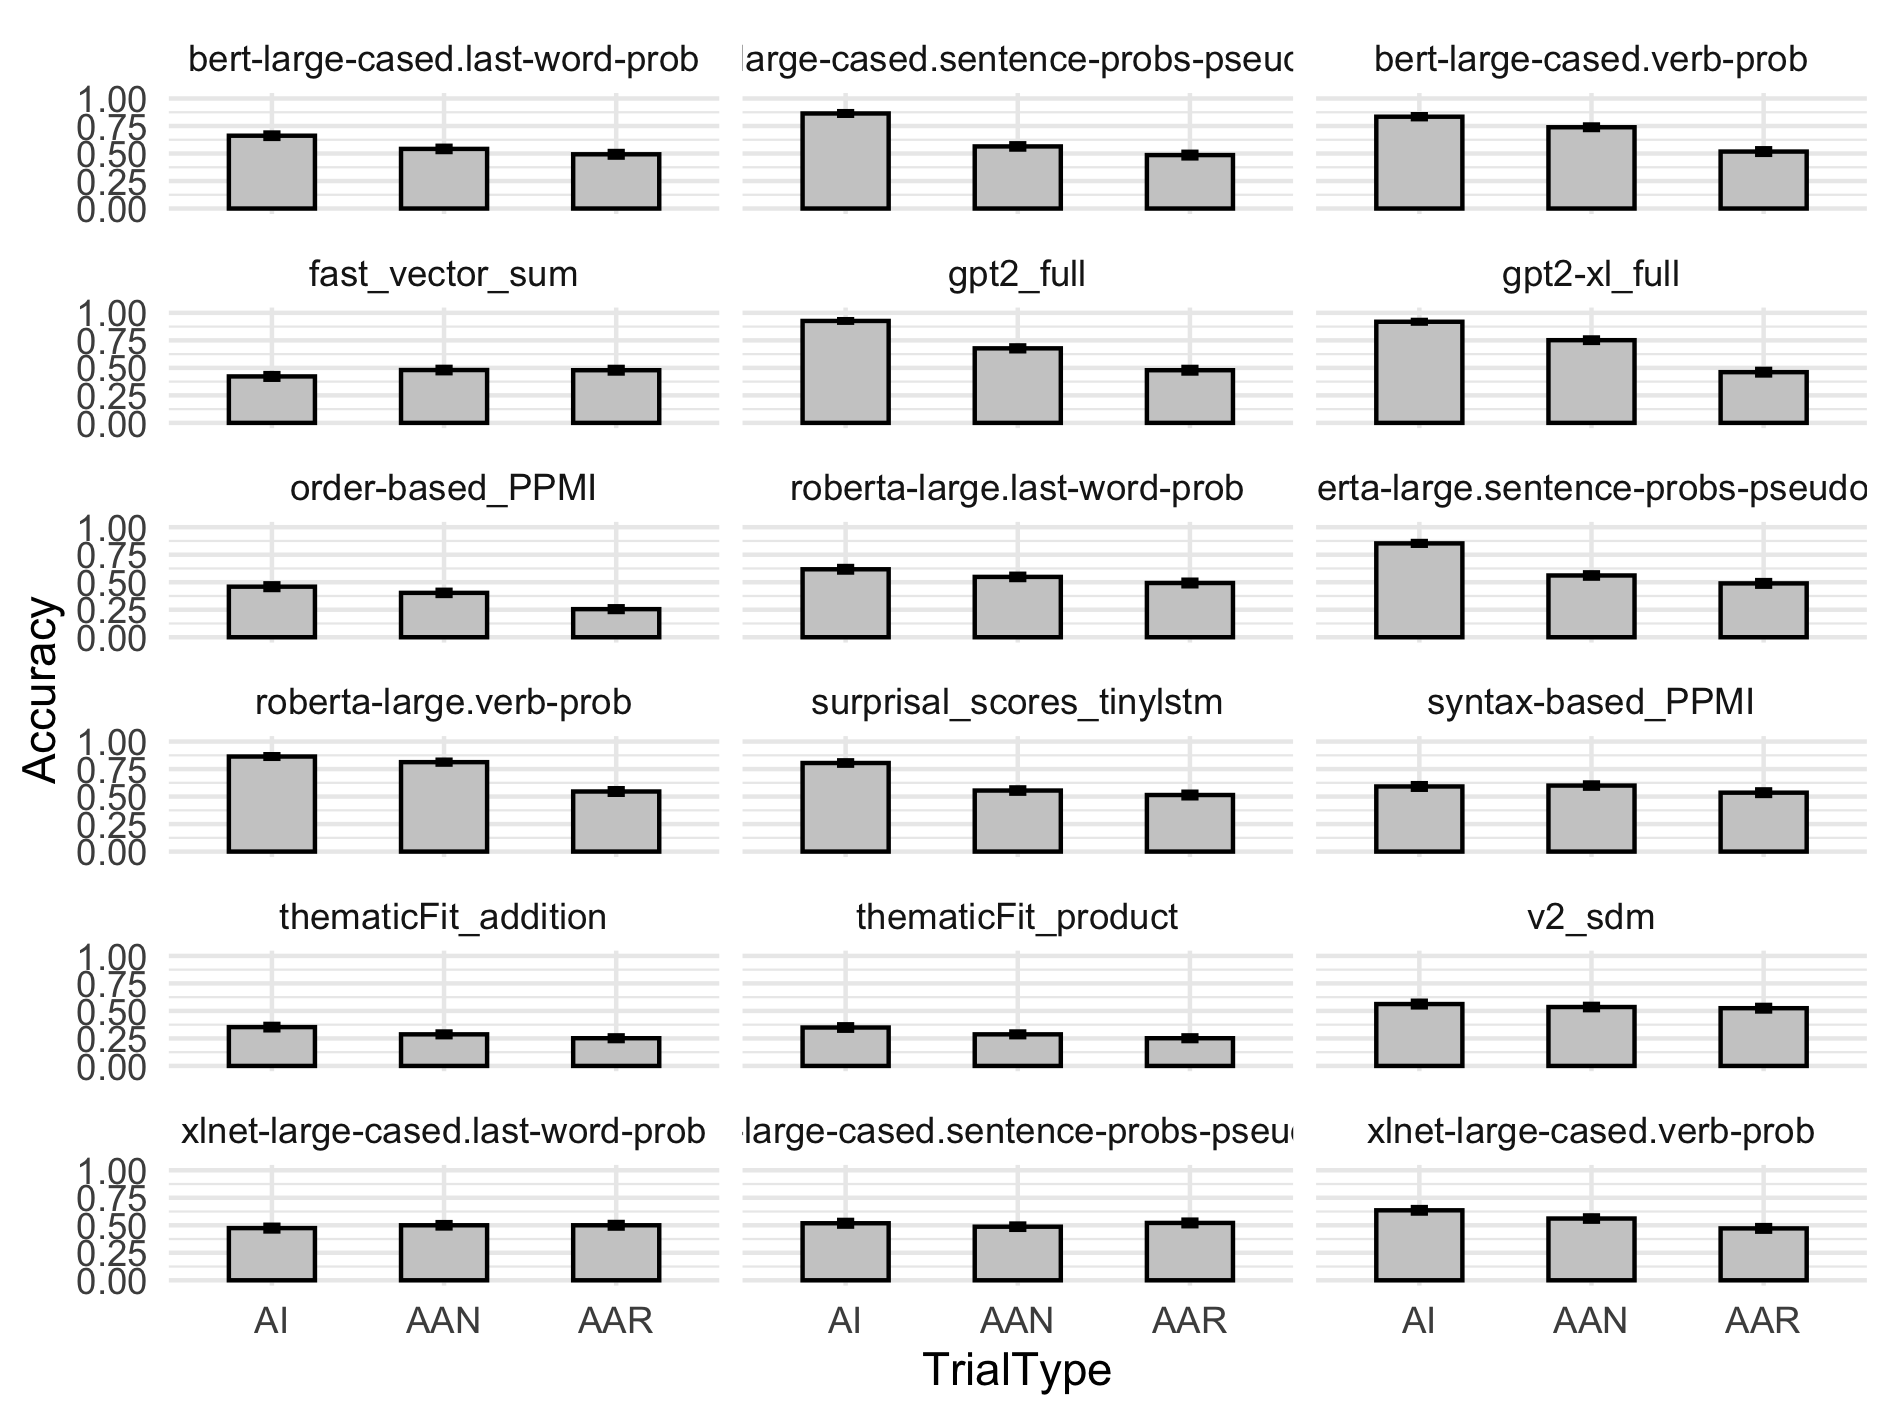 bert-large-cased.last-word-prob
large-cased.sentence-probs-pseud
bert-large-cased.verb-prob
1.00
0.75
0.50
0.25
0.00
fast_vector_sum
gpt2_full
gpt2-xl_full
1.00
0.75
0.50
0.25
0.00
order-based_PPMI
roberta-large.last-word-prob
erta-large.sentence-probs-pseudo
1.00
0.75
0.50
0.25
0.00
Accuracy
roberta-large.verb-prob
surprisal_scores_tinylstm
syntax-based_PPMI
1.00
0.75
0.50
0.25
0.00
thematicFit_addition
thematicFit_product
v2_sdm
1.00
0.75
0.50
0.25
0.00
xlnet-large-cased.last-word-prob
-large-cased.sentence-probs-pseud
xlnet-large-cased.verb-prob
1.00
0.75
0.50
0.25
0.00
AI AAN AAR
AI AAN AAR
AI AAN AAR
TrialType